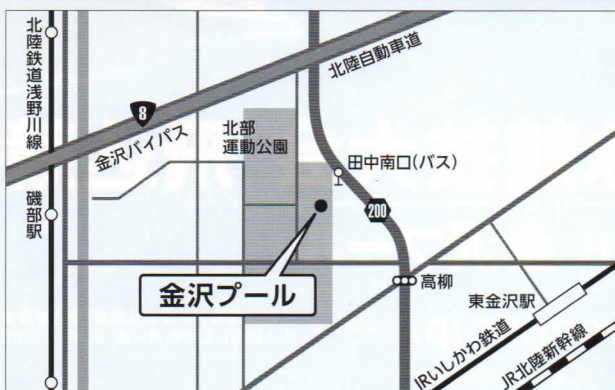 北陸鉄道浅野川線
8
金沢バイパス
北陸自動車道
北部
運動公園
田中南口(バス)
200
磯部駅
金沢プール
高柳
東金沢駅
IRいしかわ鉄道
JR北陸新幹線